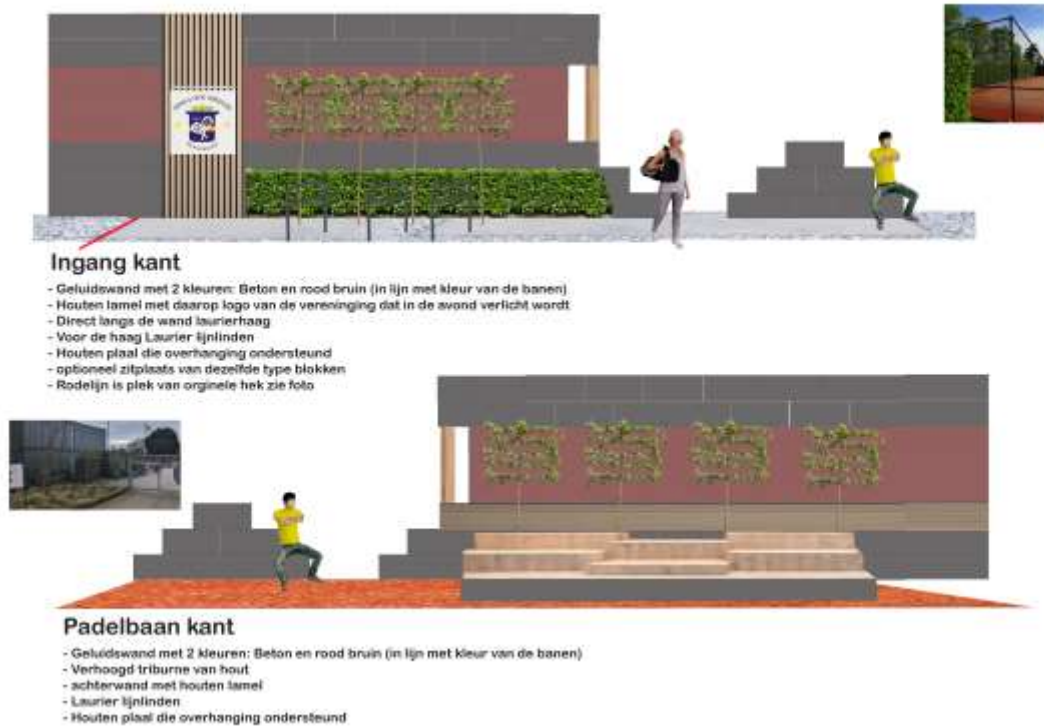 Ingang kant
- Geluidswand met 2 kleuren: Beton en rood bruin (in lijn met kleur van de banen)
- Houten lamel met daarop logo van de vereninging dat in de avond verlicht wordt
- Direct langs de wand laurierhaag
- Voor de haag Laurier lijnlinden
- Houten plaal die overhanging ondersteund
- optioneel zitplaats van dezelfde type blokken
- Rodelijn is plek van orginele hek zie foto
Padelbaan kant
- Geluidswand met 2 kleuren: Beton en rood bruin (in lijn met kleur van de banen)
- Verhoogd triburne van hout
- achterwand met houten lamel
- Laurier lijnlinden
- Houten plaal die overhanging ondersteund